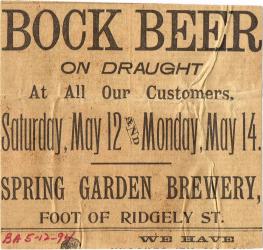 BOCK BEER
ON DRAUGHT
At All Our Customers,
Saturday, May 12 AND Monday, May 14.
SPRING GARDEN BREWERY,
FOOT OF RIDGELY ST.
BA 5-12-94
WE HAVE